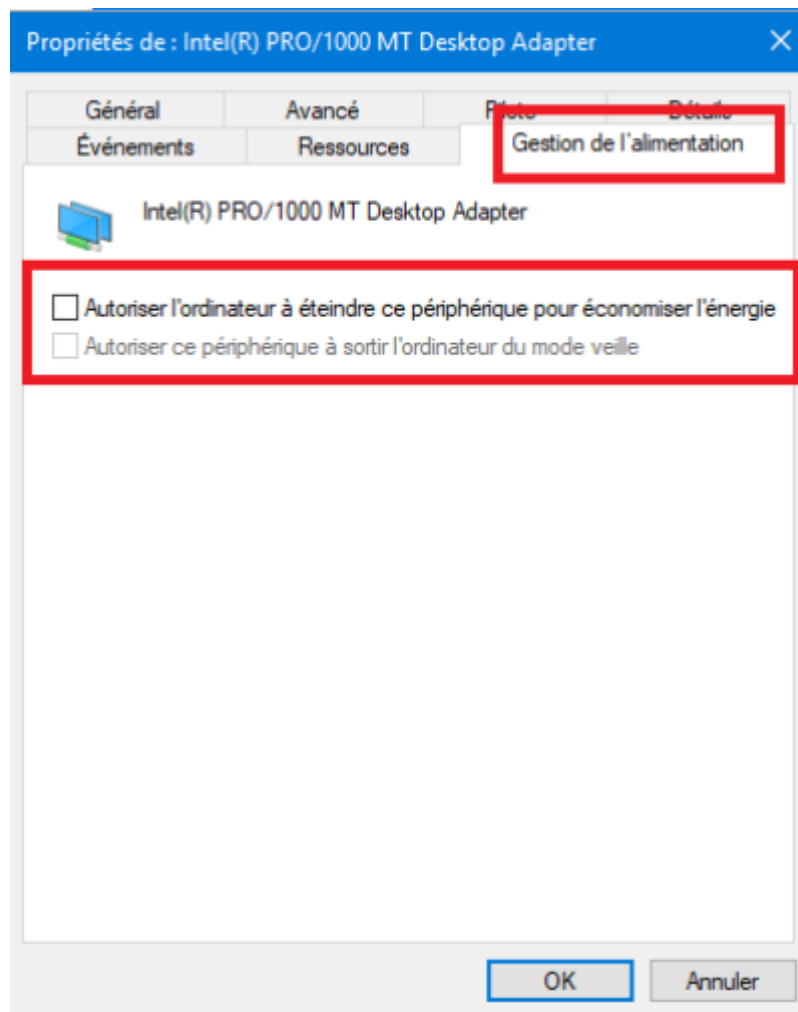 Propriétés de : Intel(R) PRO/1000 MT Desktop Adapter
Général Avancé Pilote Détails
Événements Ressources Gestion de l'alimentation
Intel(R) PRO/1000 MT Desktop Adapter
Autoriser l'ordinateur à éteindre ce périphérique pour économiser l'énergie
Autoriser ce périphérique à sortir l'ordinateur du mode veille
OK Annuler